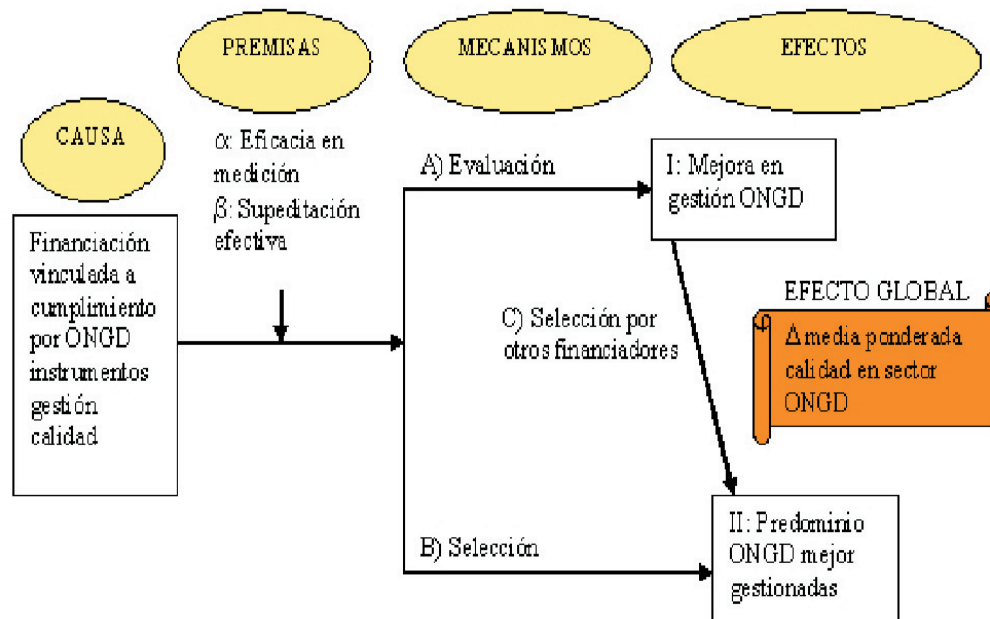 PREMISAS
MECANISMOS
EFECTOS
CAUSA
α: Eficacia en
medición
β: Supeditación
efectiva
Financiación
vinculada a
cumplimiento
por ONGD
instrumentos
gestión
calidad
A) Evaluación
I: Mejora en
gestión ONGD
C) Selección por
otros financiadores
EFECTO GLOBAL
Δ media ponderada
calidad en sector
ONGD
B) Selección
II: Predominio
ONGD mejor
gestionadas